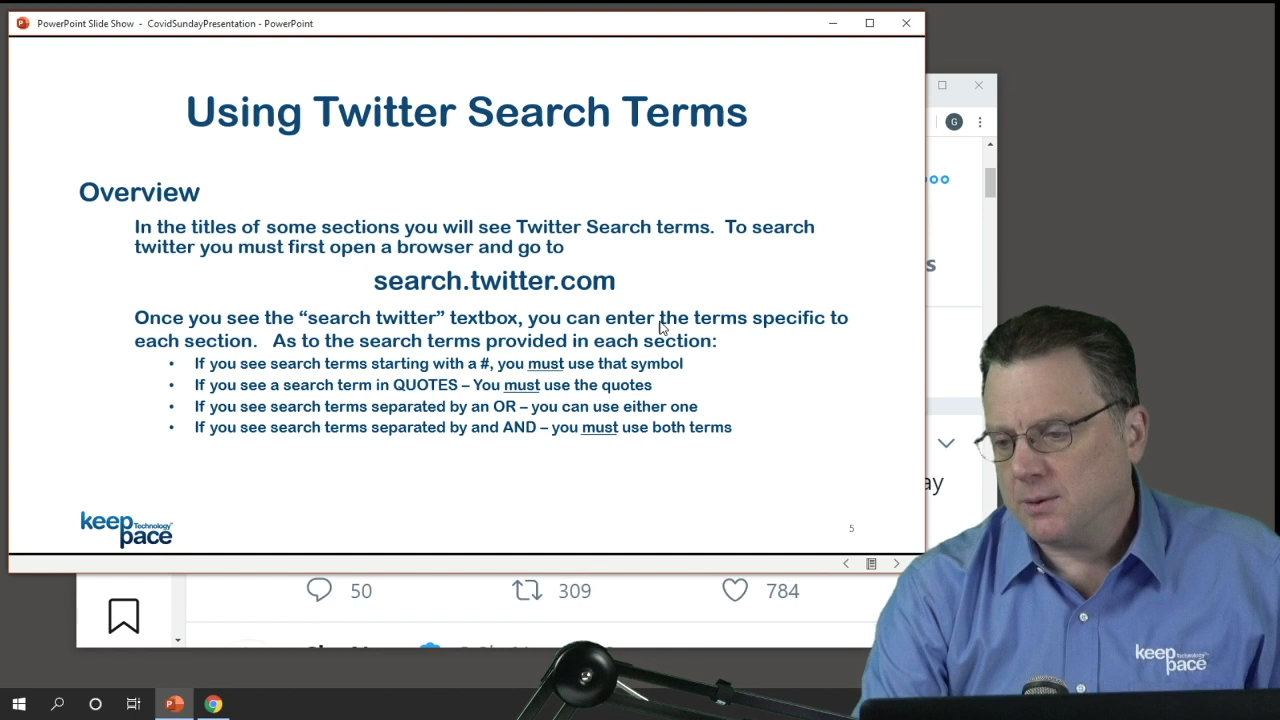 PowerPoint Slide Show - CovidSundayPresentation - PowerPoint
Using Twitter Search Terms
Overview
In the titles of some sections you will see Twitter Search terms. To search
twitter you must first open a browser and go to
search.twitter.com
Once you see the “search twitter” textbox, you can enter the terms specific to
each section. As to the search terms provided in each section:
• If you see search terms starting with a #, you must use that symbol
• If you see a search term in QUOTES – You must use the quotes
• If you see search terms separated by an OR – you can use either one
• If you see search terms separated by and AND – you must use both terms
keep Technology™
pace
5
G
s
ay
50 309 784
keep Technology™
pace